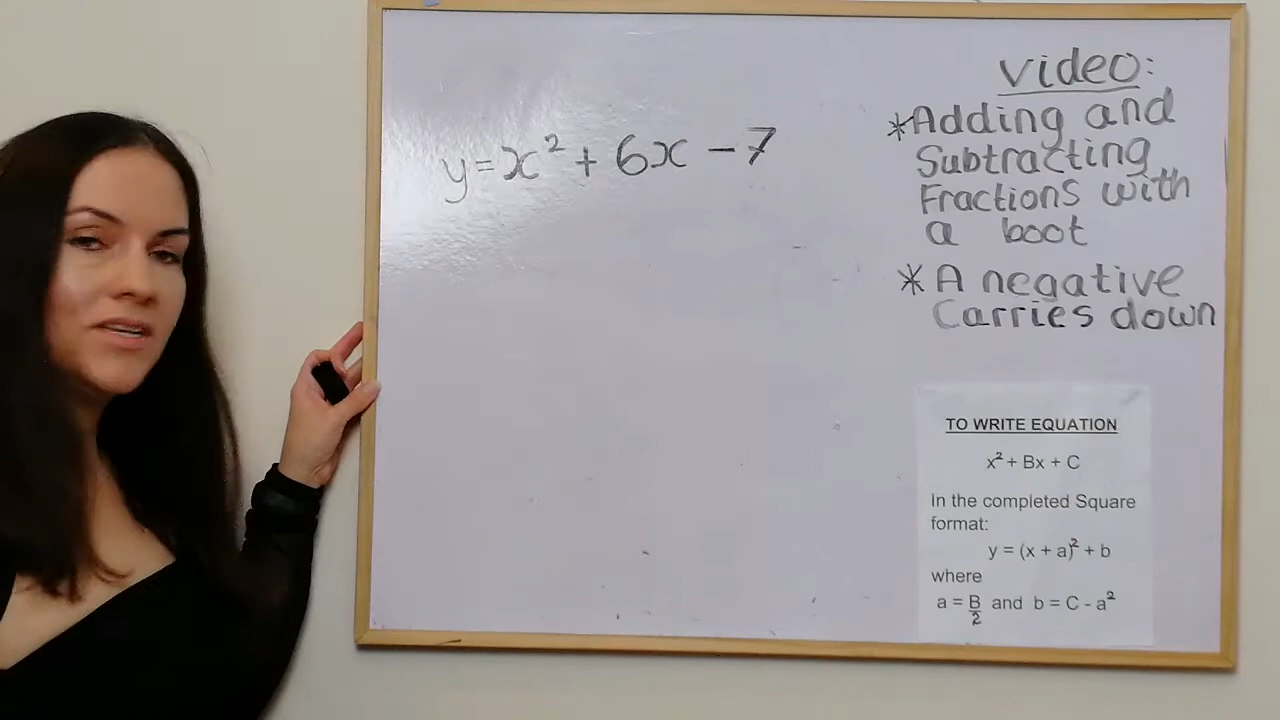 y=x² + 6x - 7
video:
*Adding and
Subtracting
Fractions with
a boot
* A negative
Carries down
TO WRITE EQUATION
x² + Bx + C
In the completed Square
format:
y = (x + a)² + b
where
a = B/2 and b = C - a²